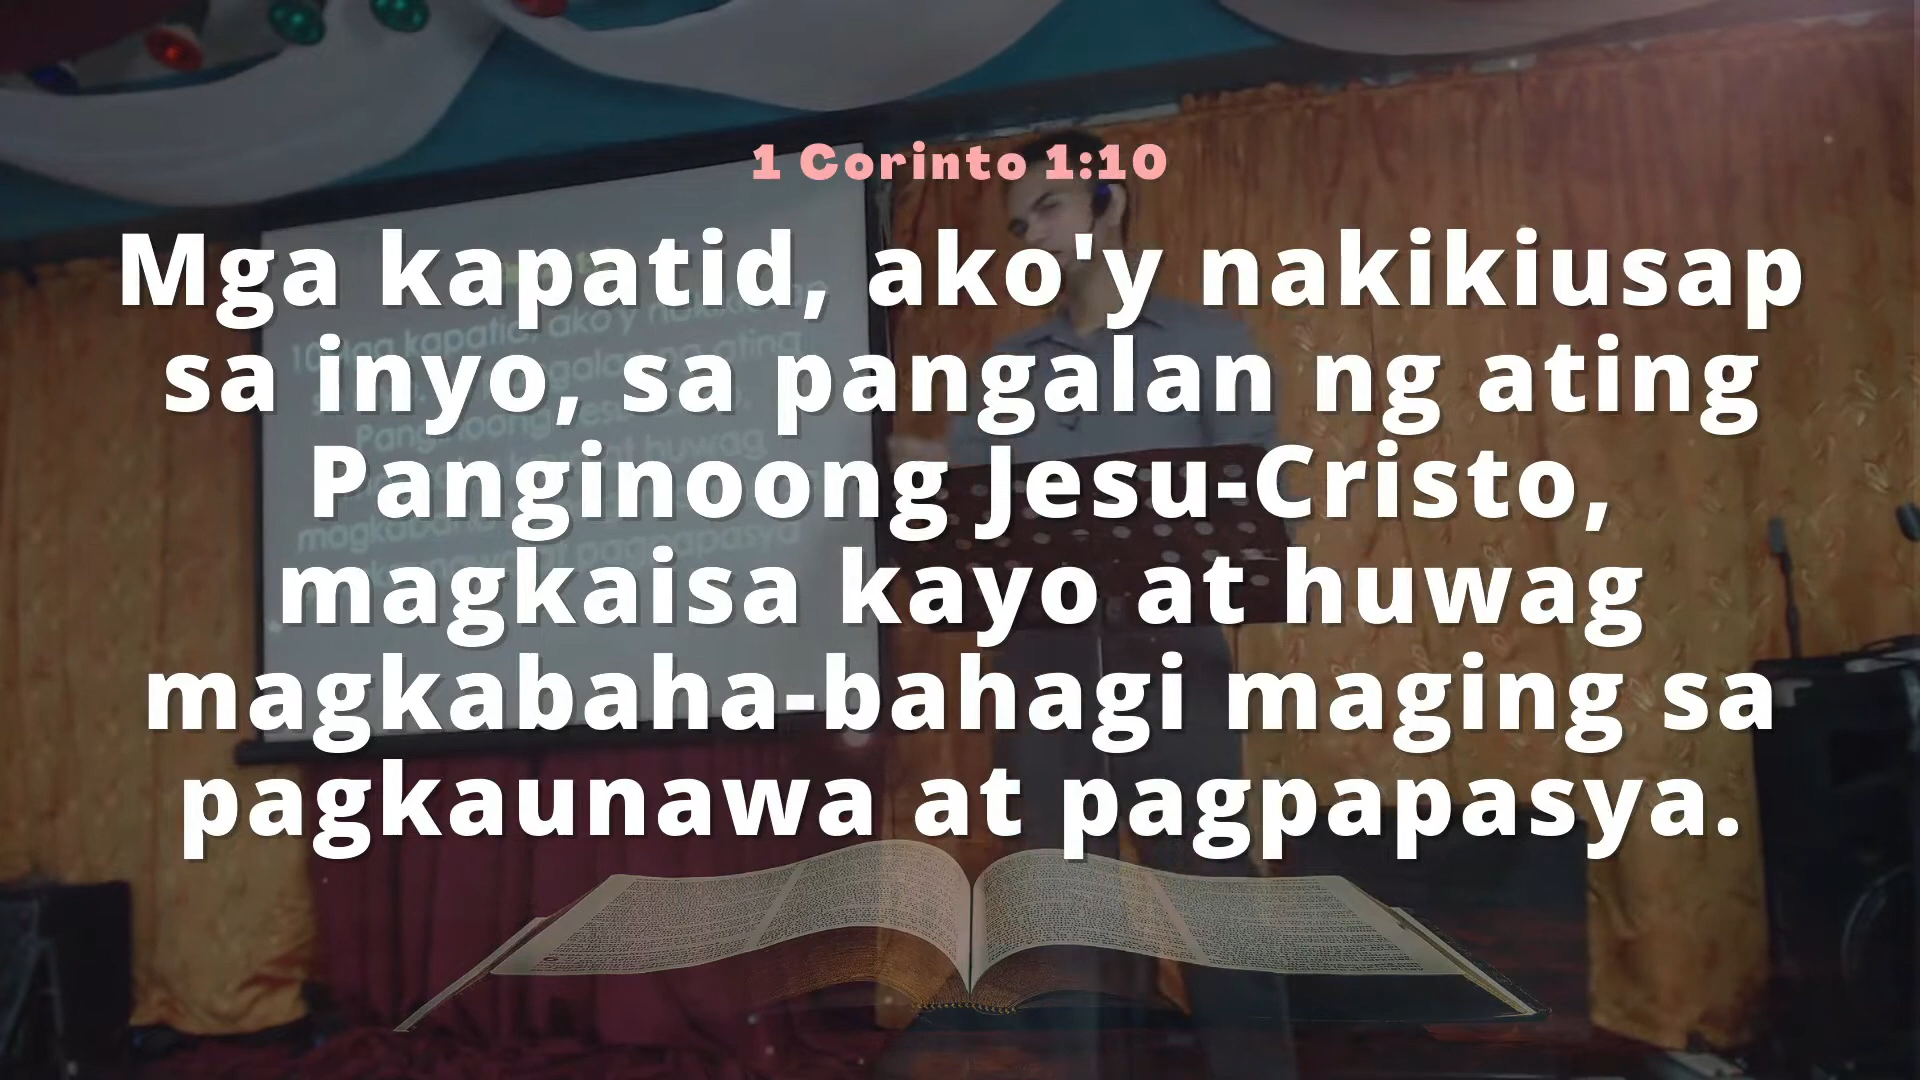 1 Corinto 1:10
Mga kapatid, ako'y nakikiusap
sa inyo, sa pangalan ng ating
Panginoong Jesu-Cristo,
magkaisa kayo at huwag
magkabaha-bahagi maging sa
pagkaunawa at pagpapasya.